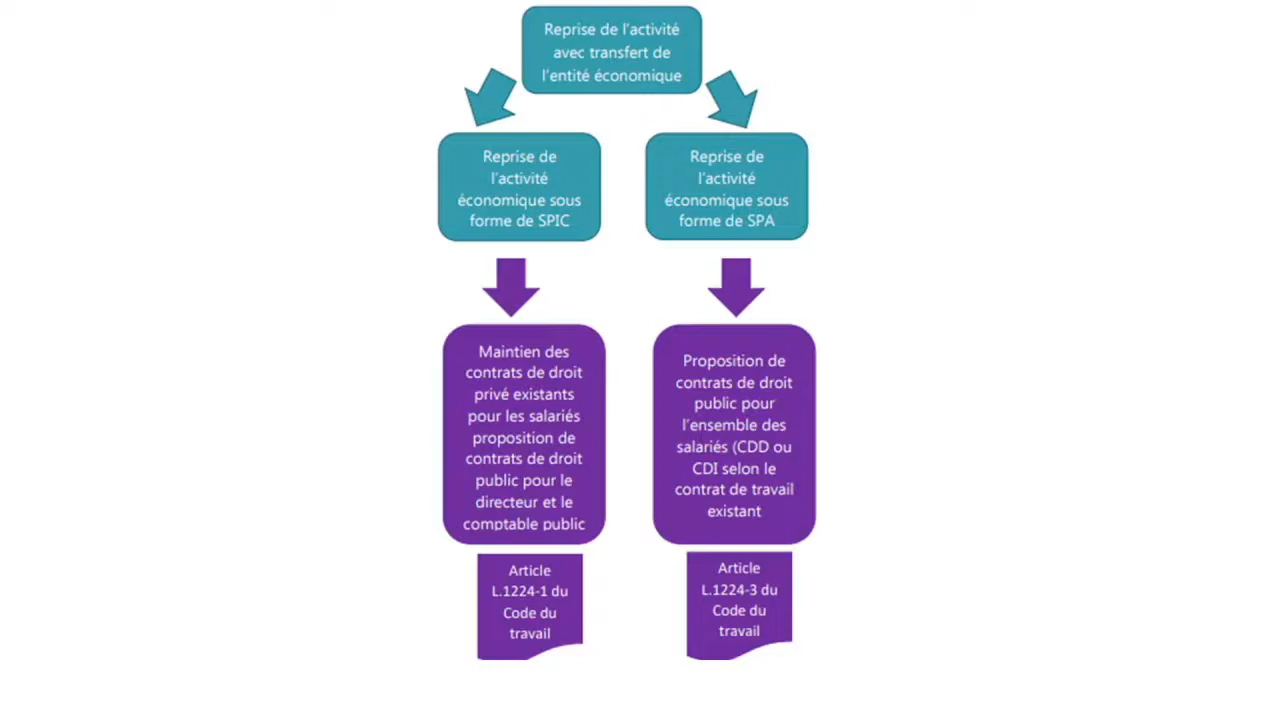 Reprise de l'activité
avec transfert de
l'entité économique
Reprise de
l'activité
économique sous
forme de SPIC
Reprise de
l'activité
économique sous
forme de SPA
Maintien des
contrats de droit
privé existants
pour les salariés
proposition de
contrats de droit
public pour le
directeur et le
comptable public
Proposition de
contrats de droit
public pour
l'ensemble des
salariés (CDD ou
CDI selon le
contrat de travail
existant
Article
L.1224-1 du
Code du
travail
Article
L.1224-3 du
Code du
travail